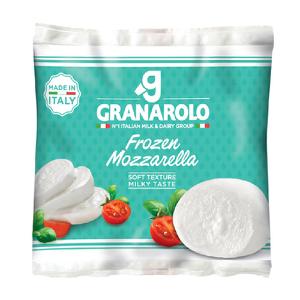 MADE IN
ITALY
g
GRANAROLO
N°1 ITALIAN MILK & DAIRY GROUP
Frozen
Mozzarella
SOFT TEXTURE
MILKY TASTE